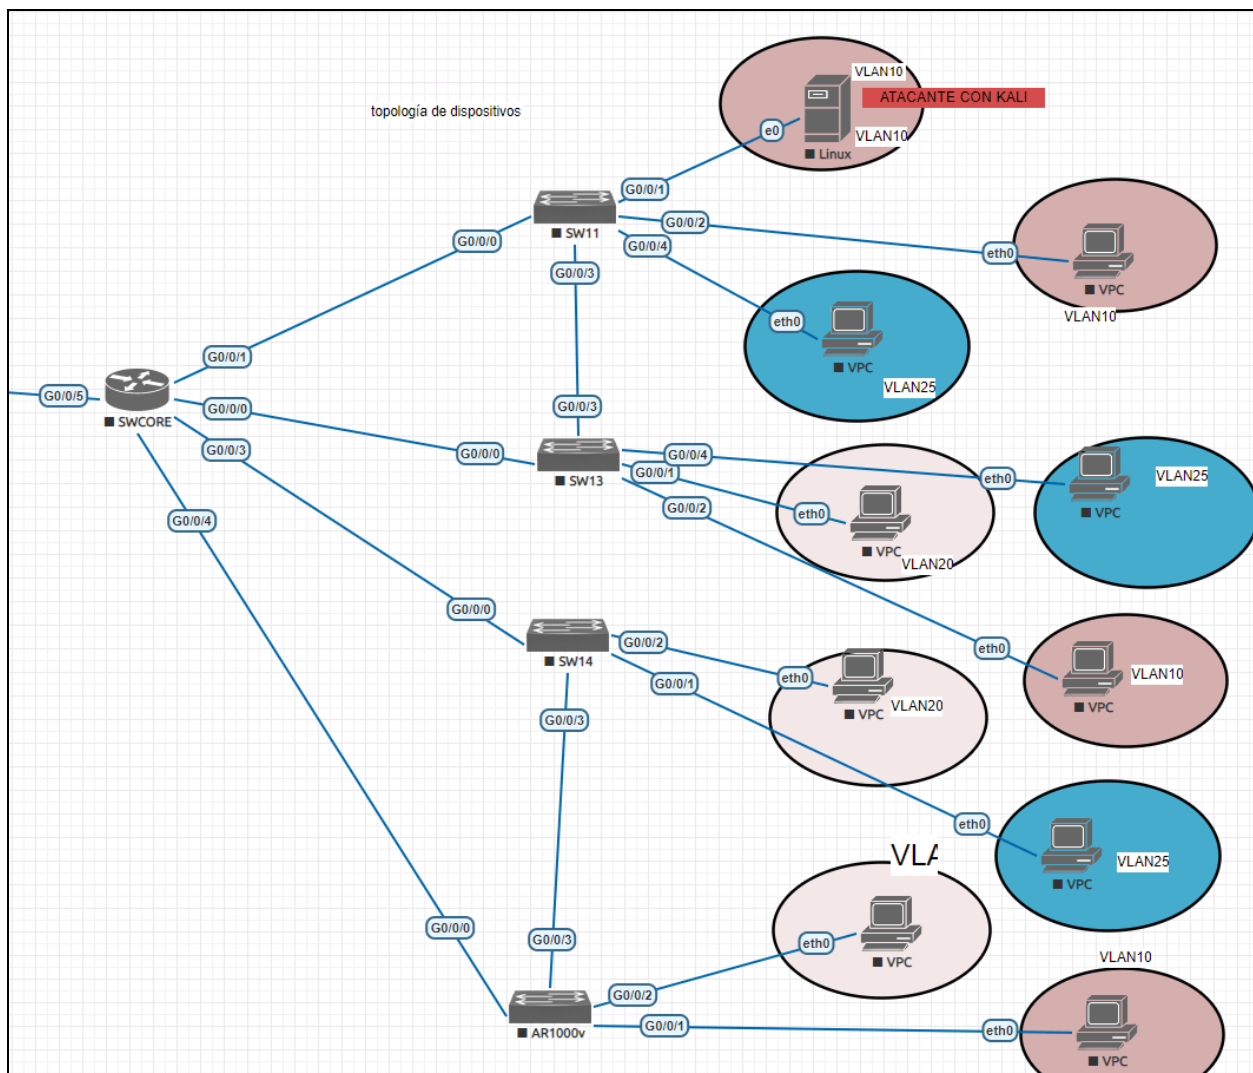 VLAN10
ATACANTE CON KALI
topología de dispositivos
e0
VLAN10
Linux
G0/0/1
G0/0/2
SW11
G0/0/0
G0/0/4
eth0
VPC
VLAN10
G0/0/3
eth0
VPC
VLAN25
G0/0/1
G0/0/5
G0/0/0
SWCORE
G0/0/3
G0/0/3
G0/0/0
G0/0/4
G0/0/1
SW13
G0/0/2
eth0
VLAN25
VPC
eth0
VPC
VLAN20
G0/0/4
G0/0/0
G0/0/2
SW14
G0/0/1
eth0
VPC
VLAN20
eth0
VLAN10
VPC
G0/0/3
eth0
VLAN25
VPC
VLA
G0/0/0
G0/0/3
eth0
VPC
VLAN10
G0/0/2
AR1000v
G0/0/1
eth0
VPC